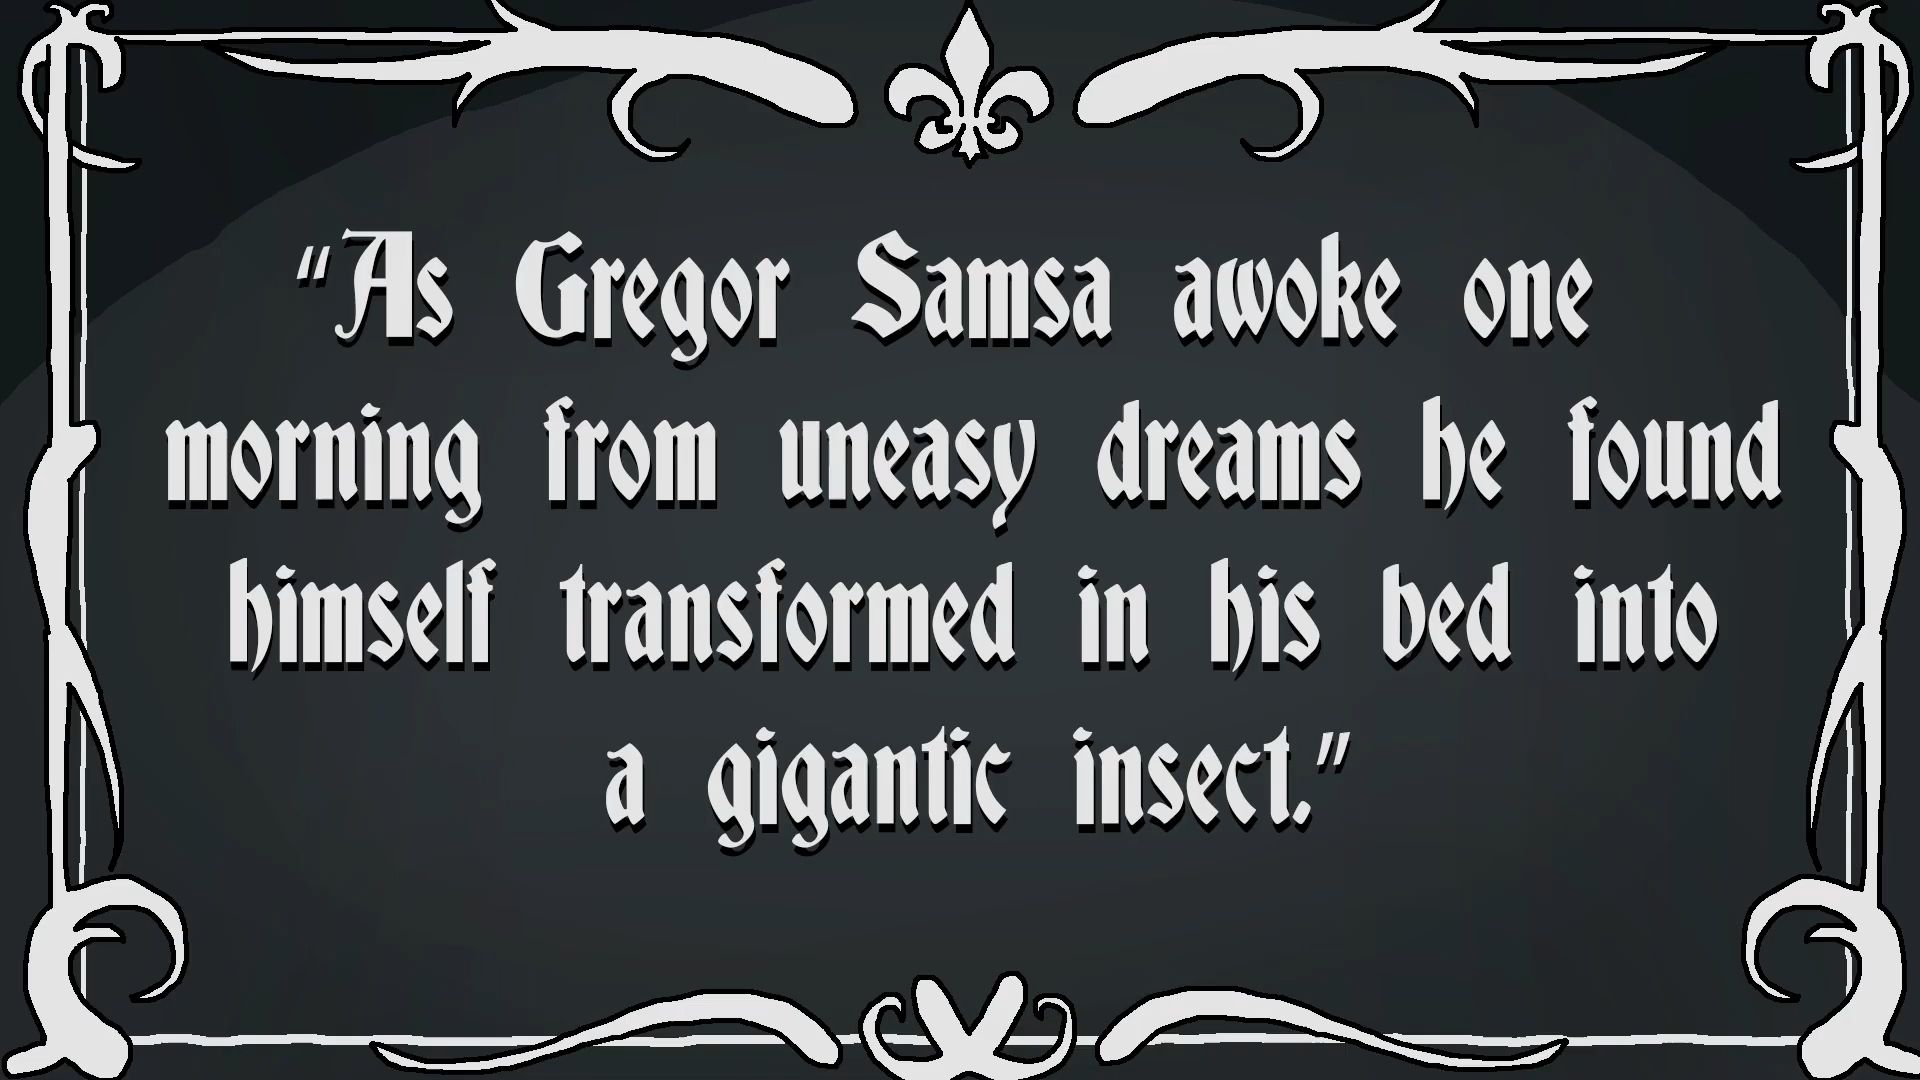 "As Gregor Samsa awoke one
morning from uneasy dreams he found
himself transformed in his bed into
a gigantic insect."